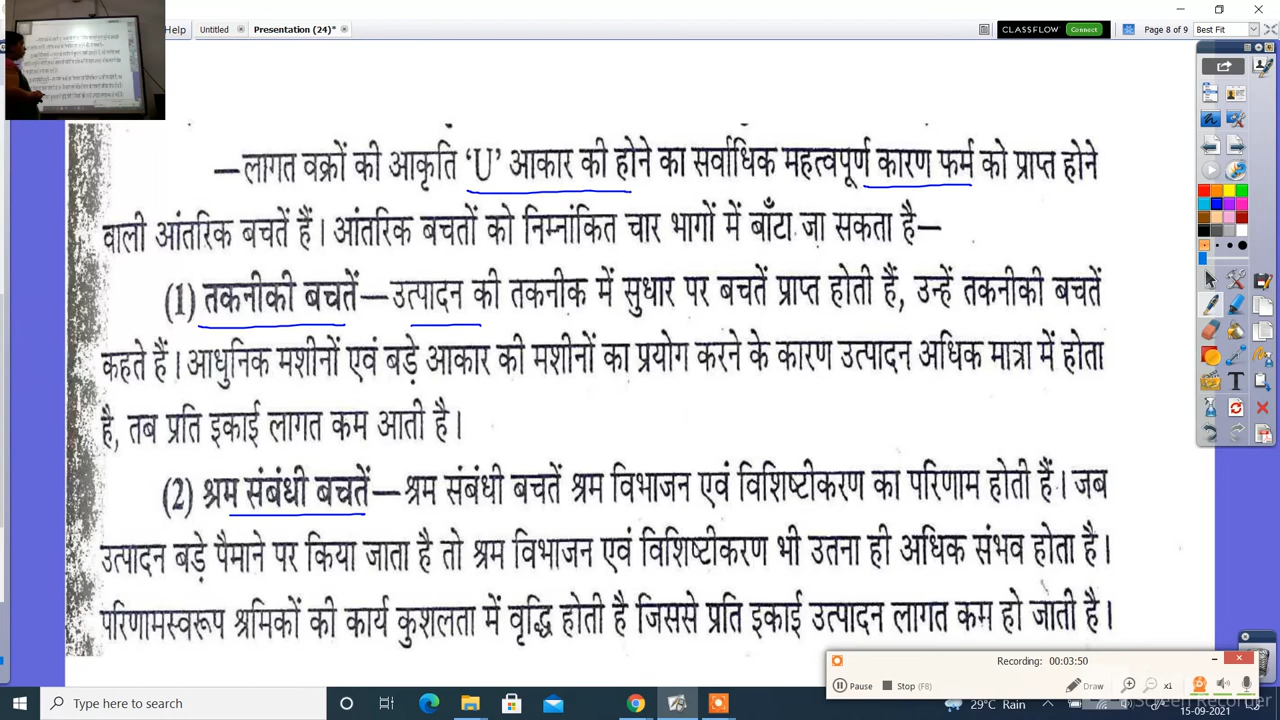 Help
Untitled
Presentation (24)*
CLASSFLOW
Connect
Page 8 of 9
Best Fit
—लागत वक्रों की आकृति ‘U’ आकार की होने का सर्वाधिक महत्वपूर्ण कारण फर्म को प्राप्त होने
वाली आंतरिक बचतें हैं। आंतरिक बचतों को निम्नांकित चार भागों में बाँटा जा सकता है—
(1) तकनीकी बचतें—उत्पादन की तकनीक में सुधार पर बचतें प्राप्त होती हैं, उन्हें तकनीकी बचतें
कहते हैं। आधुनिक मशीनों एवं बड़े आकार की मशीनों का प्रयोग करने के कारण उत्पादन अधिक मात्रा में होता
है, तब प्रति इकाई लागत कम आती है।
(2) श्रम संबंधी बचतें—श्रम संबंधी बचतें श्रम विभाजन एवं विशिष्टीकरण का परिणाम होती हैं। जब
उत्पादन बड़े पैमाने पर किया जाता है तो श्रम विभाजन एवं विशिष्टीकरण भी उतना ही अधिक संभव होता है।
परिणामस्वरूप श्रमिकों की कार्य कुशलता में वृद्धि होती है जिससे प्रति इकाई उत्पादन लागत कम हो जाती है।
Recording: 00:03:50
Pause
Stop (F8)
Draw
x1
Type here to search
29°C Rain
15-09-2021
Screen Recorder